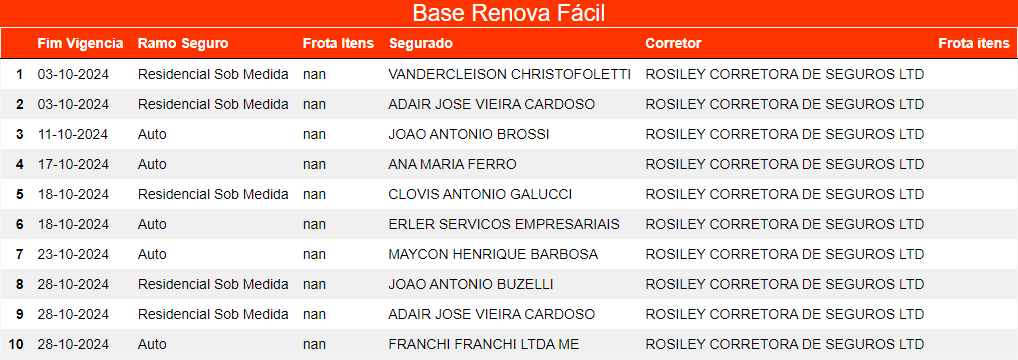 Base Renova Fácil
Fim Vigencia Ramo Seguro Frota Itens Segurado Corretor Frota itens
1 03-10-2024 Residencial Sob Medida nan VANDERCLEISON CHRISTOFOLETTI ROSILEY CORRETORA DE SEGUROS LTD
2 03-10-2024 Residencial Sob Medida nan ADAIR JOSE VIEIRA CARDOSO ROSILEY CORRETORA DE SEGUROS LTD
3 11-10-2024 Auto nan JOAO ANTONIO BROSSI ROSILEY CORRETORA DE SEGUROS LTD
4 17-10-2024 Auto nan ANA MARIA FERRO ROSILEY CORRETORA DE SEGUROS LTD
5 18-10-2024 Residencial Sob Medida nan CLOVIS ANTONIO GALUCCI ROSILEY CORRETORA DE SEGUROS LTD
6 18-10-2024 Auto nan ERLER SERVICOS EMPRESARIAIS ROSILEY CORRETORA DE SEGUROS LTD
7 23-10-2024 Auto nan MAYCON HENRIQUE BARBOSA ROSILEY CORRETORA DE SEGUROS LTD
8 28-10-2024 Residencial Sob Medida nan JOAO ANTONIO BUZELLI ROSILEY CORRETORA DE SEGUROS LTD
9 28-10-2024 Residencial Sob Medida nan ADAIR JOSE VIEIRA CARDOSO ROSILEY CORRETORA DE SEGUROS LTD
10 28-10-2024 Auto nan FRANCHI FRANCHI LTDA ME ROSILEY CORRETORA DE SEGUROS LTD